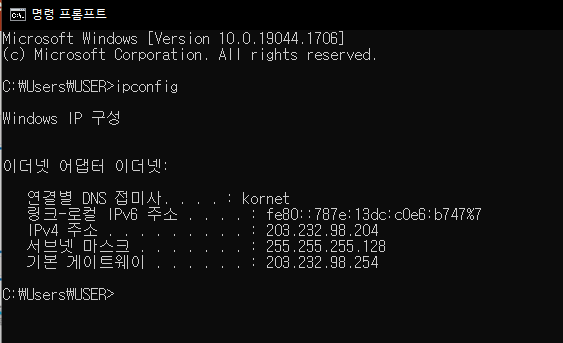 명령 프롬프트
Microsoft Windows [Version 10.0.19044.1706]
(c) Microsoft Corporation. All rights reserved.
C:₩Users₩USER>ipconfig
Windows IP 구성
이더넷 어댑터 이더넷:
연결별 DNS 접미사. . . . : kornet
링크-로컬 IPv6 주소 . . . . : fe80::787e:13dc:c0e6:b747%7
IPv4 주소 . . . . . . . . . : 203.232.98.204
서브넷 마스크 . . . . . . . : 255.255.255.128
기본 게이트웨이 . . . . . . : 203.232.98.254
C:₩Users₩USER>